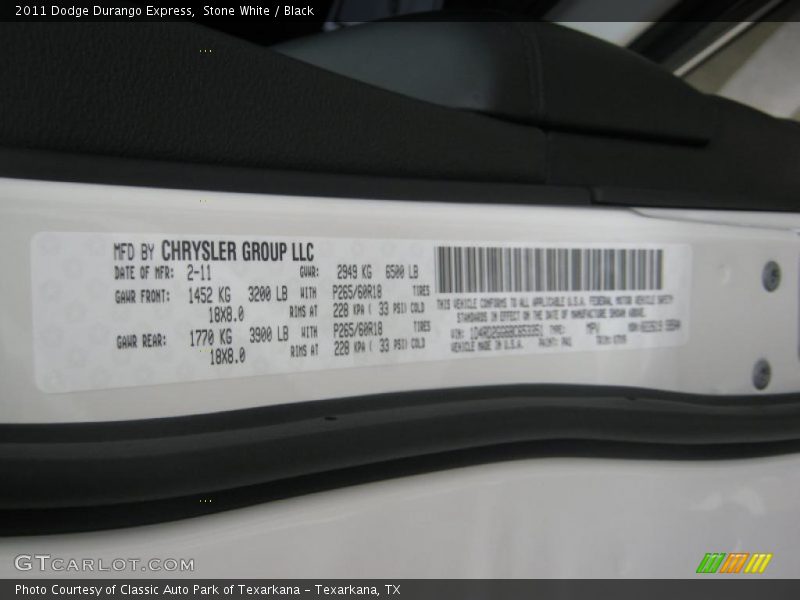 2011 Dodge Durango Express, Stone White / Black
MFD BY CHRYSLER GROUP LLC
DATE OF MFR: 2-11 GVWR: 2949 KG 6500 LB
GAWR FRONT: 1452 KG 3200 LB WITH P265/60R18 TIRES
18X8.0 RIMS AT 228 KPA ( 33 PSI) COLD
GAWR REAR: 1770 KG 3900 LB WITH P265/60R18 TIRES
18X8.0 RIMS AT 228 KPA ( 33 PSI) COLD
THIS VEHICLE CONFORMS TO ALL APPLICABLE U.S.A. FEDERAL MOTOR VEHICLE SAFETY
STANDARDS IN EFFECT ON THE DATE OF MANUFACTURE SHOWN ABOVE.
VIN: TYPE: MPV MDH:
VEHICLE MADE IN U.S.A. PAINT: PW1 TRIM:
GTCARLOT.COM
Photo Courtesy of Classic Auto Park of Texarkana - Texarkana, TX